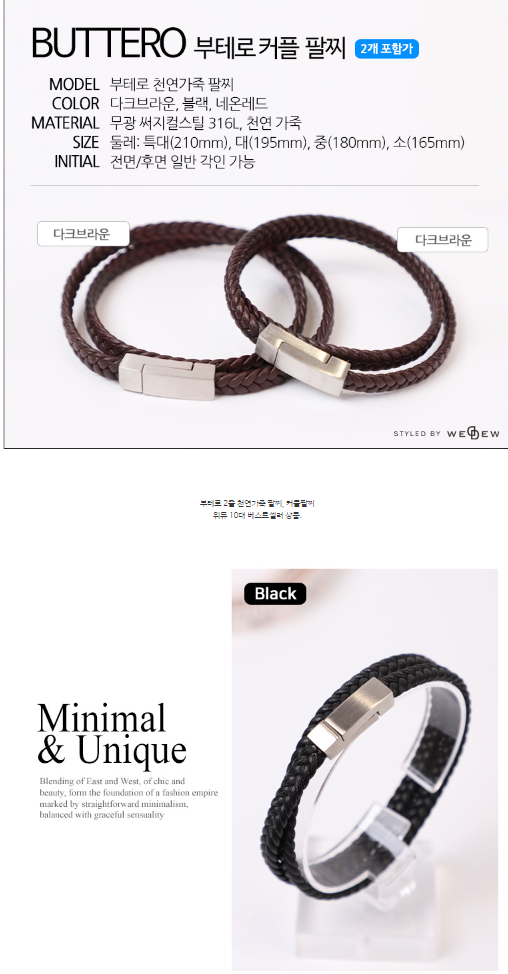 BUTTERO 부테로 커플 팔찌 2개 포함가
MODEL 부테로 천연가죽 팔찌
COLOR 다크브라운, 블랙, 네온레드
MATERIAL 무광 써지컬스틸 316L, 천연 가죽
SIZE 둘레: 특대(210mm), 대(195mm), 중(180mm), 소(165mm)
INITIAL 전면/후면 일반 각인 가능
다크브라운
다크브라운
STYLED BY WEDDEW
부테로 2줄 천연가죽 팔찌, 커플팔찌
위듀 10대 베스트셀러 상품.
Black
Minimal
& Unique
Blending of East and West, of chic and
beauty, form the foundation of a fashion empire
marked by straightforward minimalism,
balanced with graceful sensuality